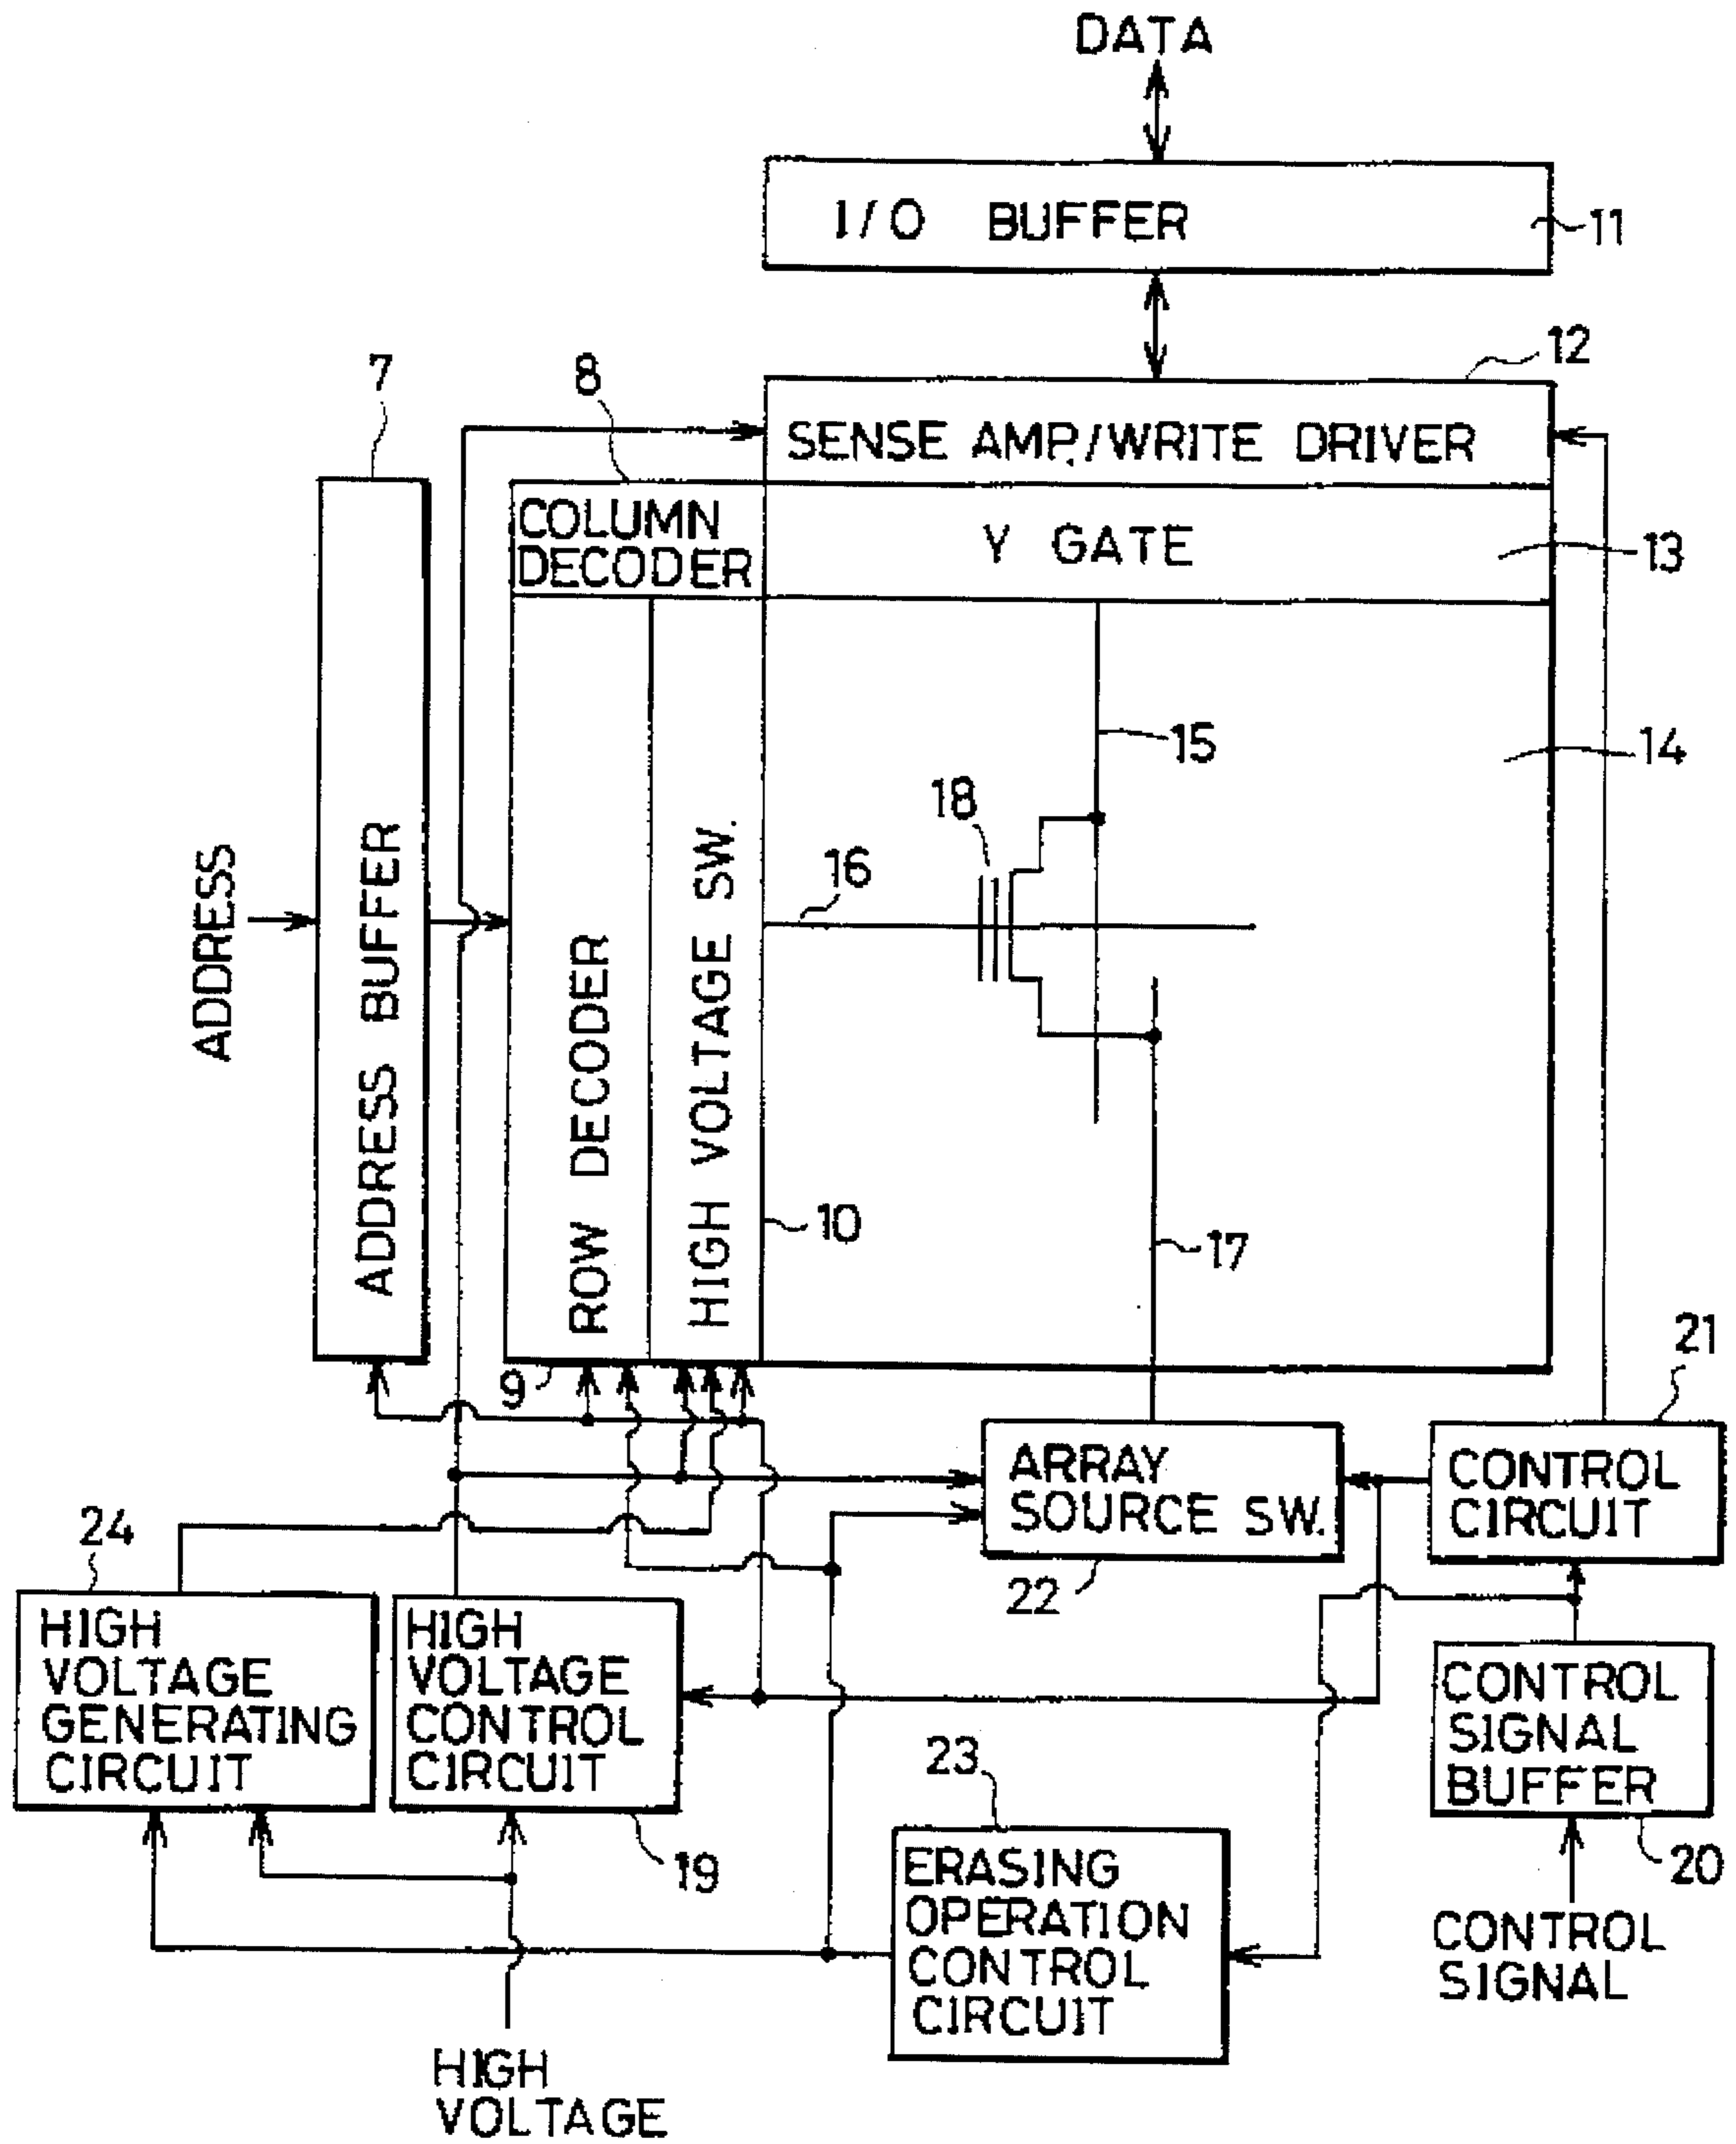 DATA
I/O BUFFER
11
12
7
8
SENSE AMP./WRITE DRIVER
COLUMN
DECODER
Y GATE
13
ADDRESS
ADDRESS BUFFER
ROW DECODER
HIGH VOLTAGE SW.
15
14
18
16
10
17
9
21
ARRAY
SOURCE SW.
22
CONTROL
CIRCUIT
24
HIGH
VOLTAGE
GENERATING
CIRCUIT
HIGH
VOLTAGE
CONTROL
CIRCUIT
19
CONTROL
SIGNAL
BUFFER
20
23
ERASING
OPERATION
CONTROL
CIRCUIT
CONTROL
SIGNAL
HIGH
VOLTAGE